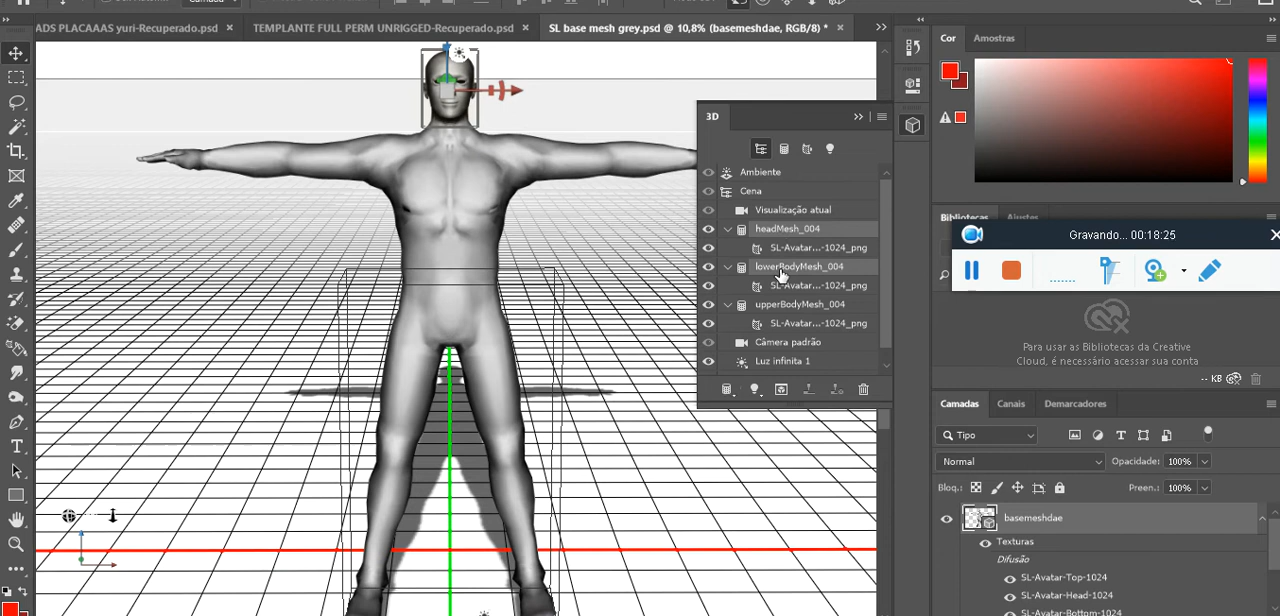 ADS PLACAAAS yuri-Recuperado.psd ×
TEMPLANTE FULL PERM UNRIGGED-Recuperado.psd ×
SL base mesh grey.psd @ 10,8% (basemeshdae, RGB/8) * ×
Cor
Amostras
3D
Ambiente
Cena
Visualização atual
headMesh_004
SL-Avatar...-1024_png
lowerBodyMesh_004
SL-Avatar...-1024_png
upperBodyMesh_004
SL-Avatar...-1024_png
Câmera padrão
Luz infinita 1
Bibliotecas
Ajustes
Gravando... 00:18:25
Para usar as Bibliotecas da Creative
Cloud, é necessário acessar sua conta
-- KB
Camadas
Canais
Demarcadores
Tipo
Normal
Opacidade: 100%
Bloq.:
Preen.: 100%
basemeshdae
Texturas
Difusão
SL-Avatar-Top-1024
SL-Avatar-Head-1024
SL-Avatar-Bottom-1024